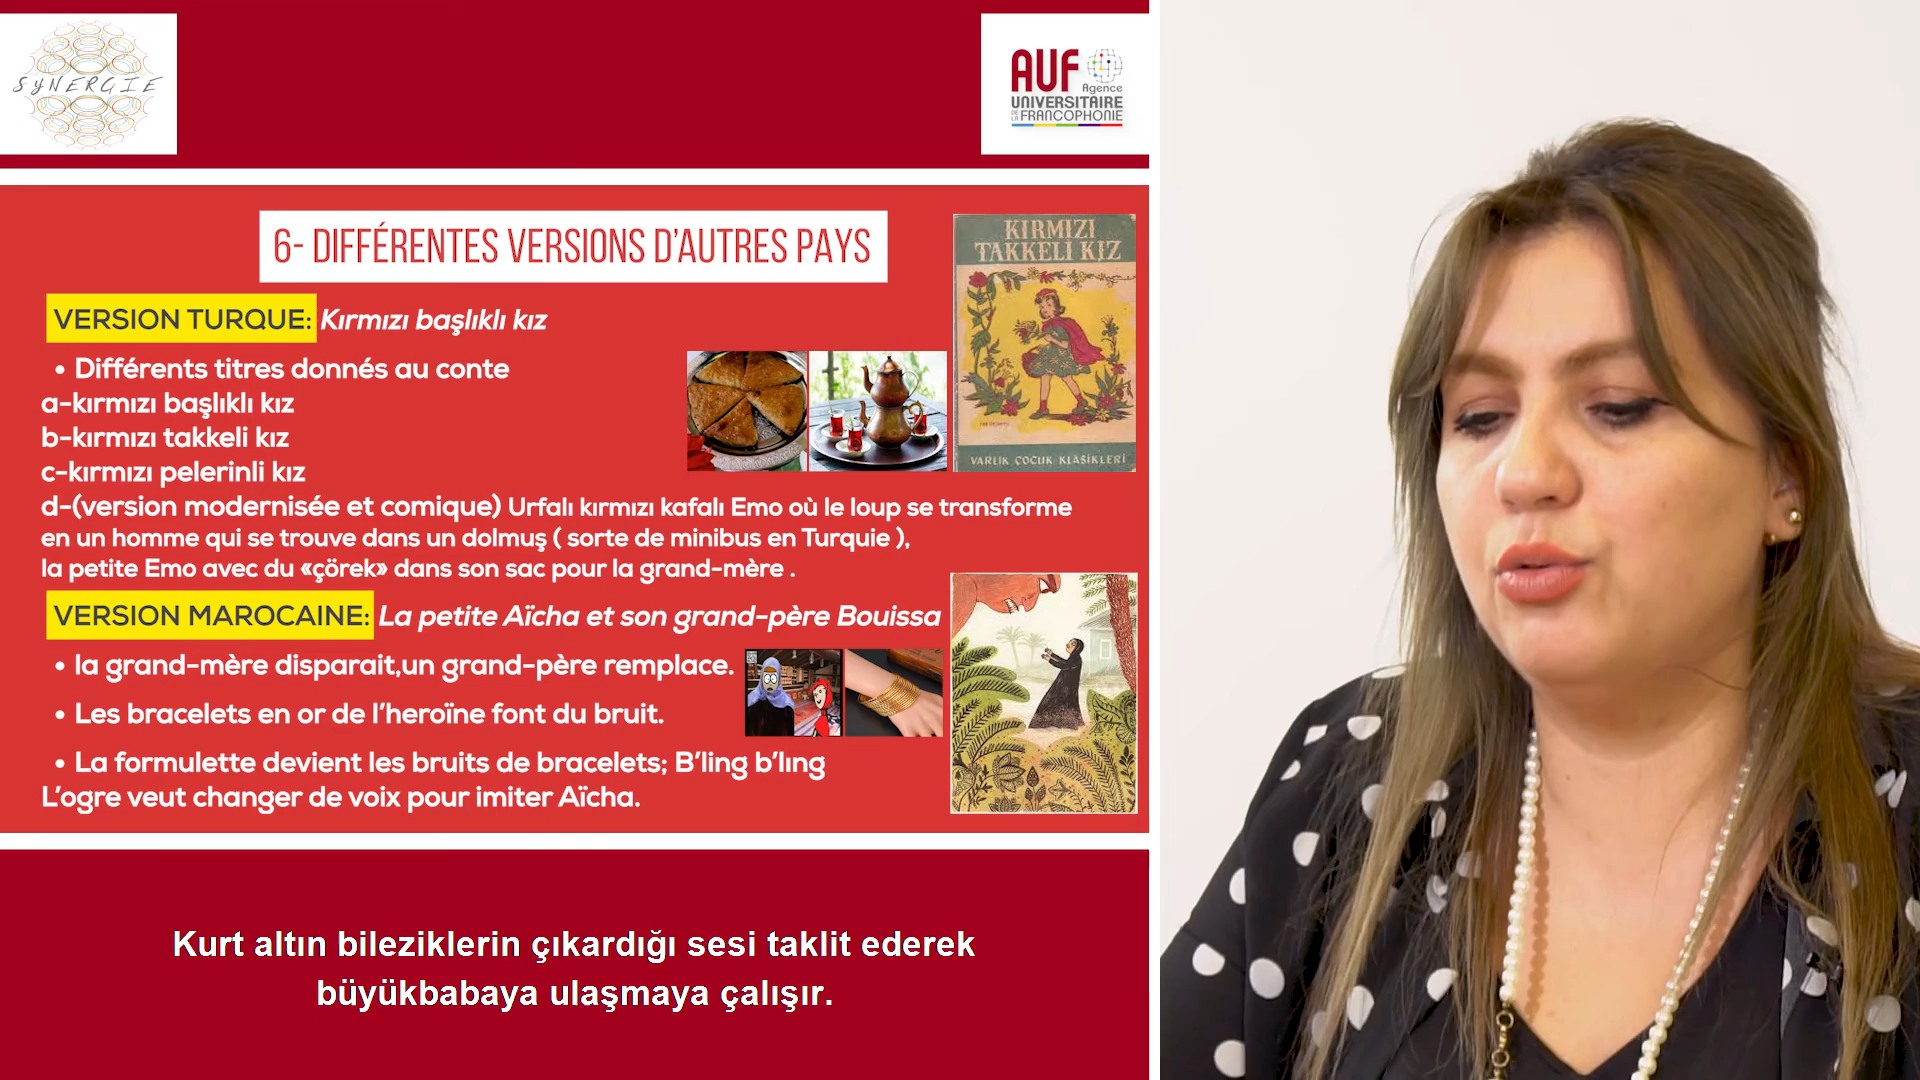 SYNERGIE
AUF
Agence
UNIVERSITAIRE
DE LA FRANCOPHONIE
6- DIFFÉRENTES VERSIONS D'AUTRES PAYS
KIRMIZI
TAKKELİ KIZ
VARLIK ÇOCUK KLÂSİKLERİ
VERSION TURQUE: Kırmızı başlıklı kız
• Différents titres donnés au conte
a-kırmızı başlıklı kız
b-kırmızı takkeli kız
c-kırmızı pelerinli kız
d-(version modernisée et comique) Urfalı kırmızı kafalı Emo où le loup se transforme
en un homme qui se trouve dans un dolmuş ( sorte de minibus en Turquie ),
la petite Emo avec du «çörek» dans son sac pour la grand-mère .
VERSION MAROCAINE: La petite Aïcha et son grand-père Bouissa
• la grand-mère disparait,un grand-père remplace.
• Les bracelets en or de l'heroïne font du bruit.
• La formulette devient les bruits de bracelets; B'ling b'lıng
L'ogre veut changer de voix pour imiter Aïcha.
Kurt altın bileziklerin çıkardığı sesi taklit ederek
büyükbabaya ulaşmaya çalışır.